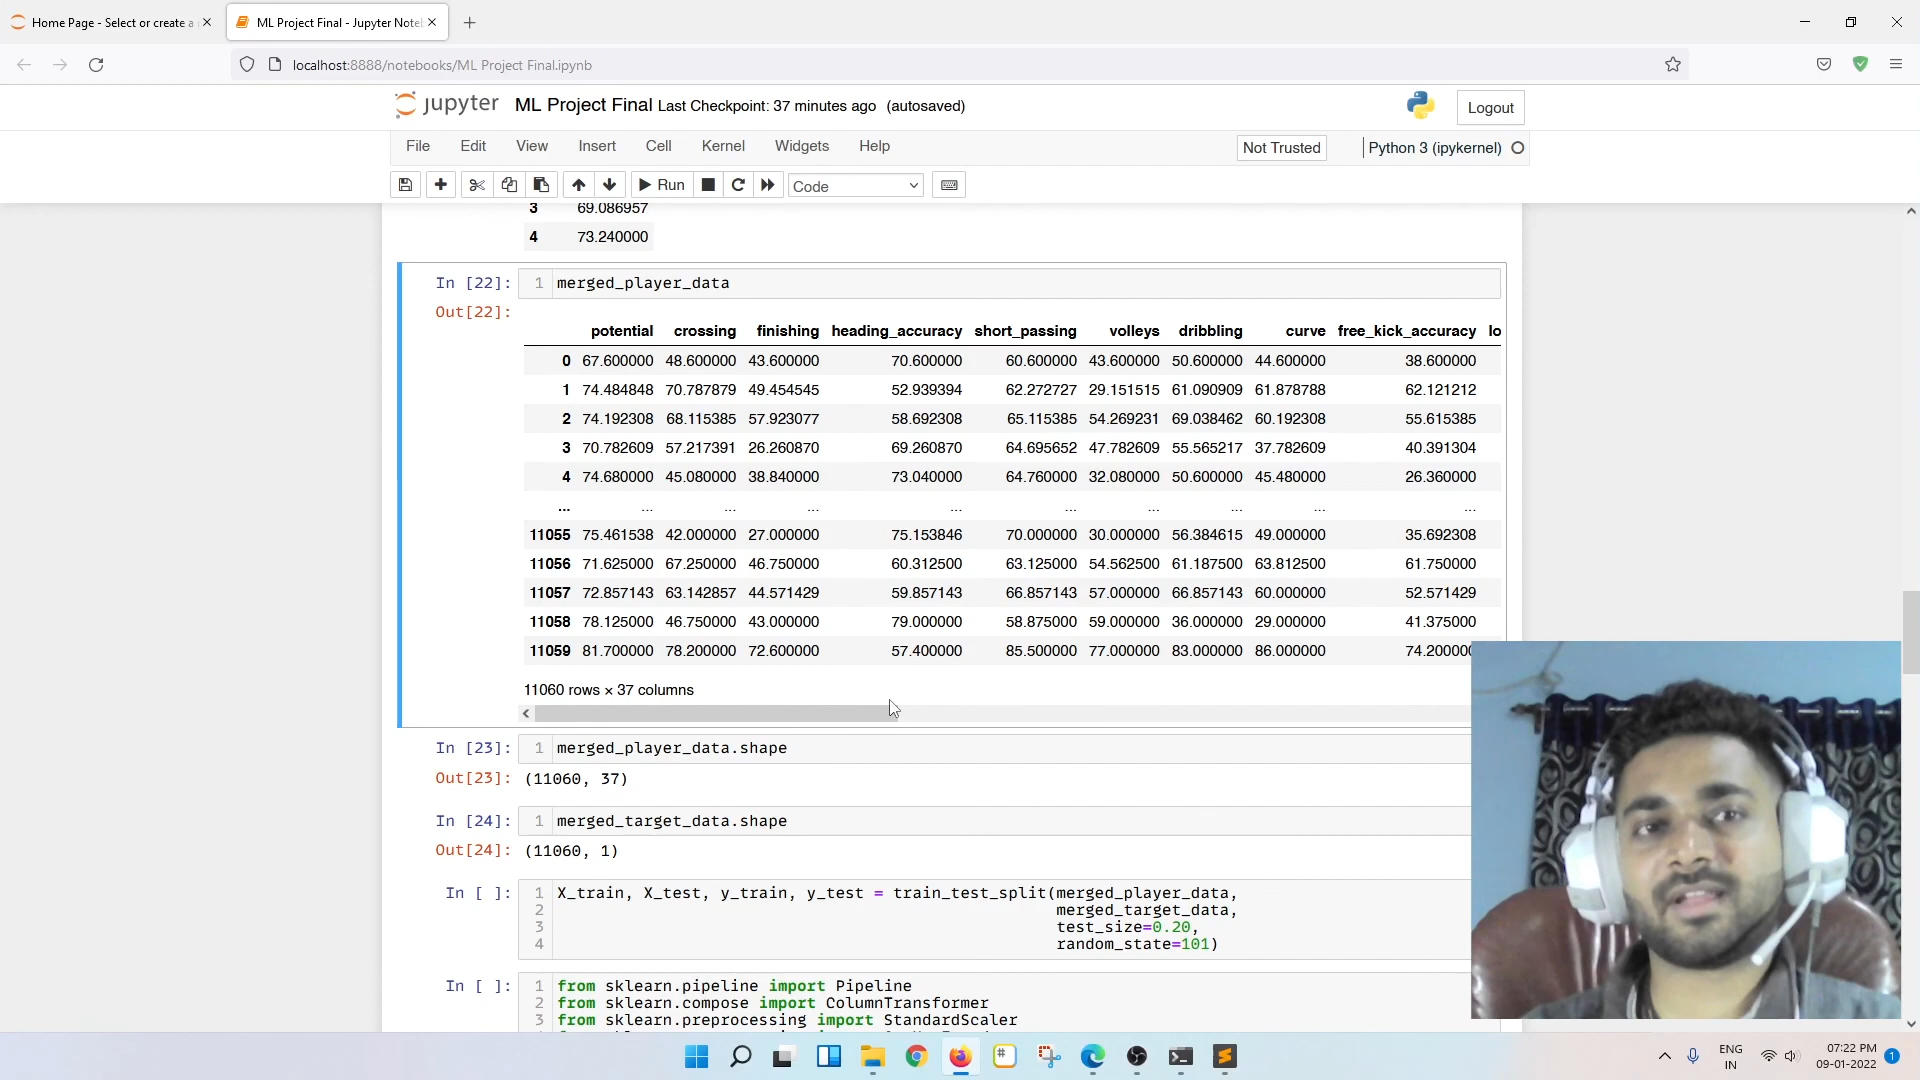 Home Page - Select or create a
ML Project Final - Jupyter Note
localhost:8888/notebooks/ML Project Final.ipynb
jupyter ML Project Final Last Checkpoint: 37 minutes ago (autosaved)
Logout
File Edit View Insert Cell Kernel Widgets Help
Not Trusted
Python 3 (ipykernel)
Run
Code
3 69.086957
4 73.240000
In [22]: 1 merged_player_data
Out[22]:
potential crossing finishing heading_accuracy short_passing volleys dribbling curve free_kick_accuracy lo
0 67.600000 48.600000 43.600000 70.600000 60.600000 43.600000 50.600000 44.600000 38.600000
1 74.484848 70.787879 49.454545 52.939394 62.272727 29.151515 61.090909 61.878788 62.121212
2 74.192308 68.115385 57.923077 58.692308 65.115385 54.269231 69.038462 60.192308 55.615385
3 70.782609 57.217391 26.260870 69.260870 64.695652 47.782609 55.565217 37.782609 40.391304
4 74.680000 45.080000 38.840000 73.040000 64.760000 32.080000 50.600000 45.480000 26.360000
... ... ... ... ... ... ... ... ... ...
11055 75.461538 42.000000 27.000000 75.153846 70.000000 30.000000 56.384615 49.000000 35.692308
11056 71.625000 67.250000 46.750000 60.312500 63.125000 54.562500 61.187500 63.812500 61.750000
11057 72.857143 63.142857 44.571429 59.857143 66.857143 57.000000 66.857143 60.000000 52.571429
11058 78.125000 46.750000 43.000000 79.000000 58.875000 59.000000 36.000000 29.000000 41.375000
11059 81.700000 78.200000 72.600000 57.400000 85.500000 77.000000 83.000000 86.000000 74.200000
11060 rows × 37 columns
In [23]: 1 merged_player_data.shape
Out[23]: (11060, 37)
In [24]: 1 merged_target_data.shape
Out[24]: (11060, 1)
In [ ]: 1 X_train, X_test, y_train, y_test = train_test_split(merged_player_data,
2 merged_target_data,
3 test_size=0.20,
4 random_state=101)
In [ ]: 1 from sklearn.pipeline import Pipeline
2 from sklearn.compose import ColumnTransformer
3 from sklearn.preprocessing import StandardScaler
ENG
IN
07:22 PM
09-01-2022
1